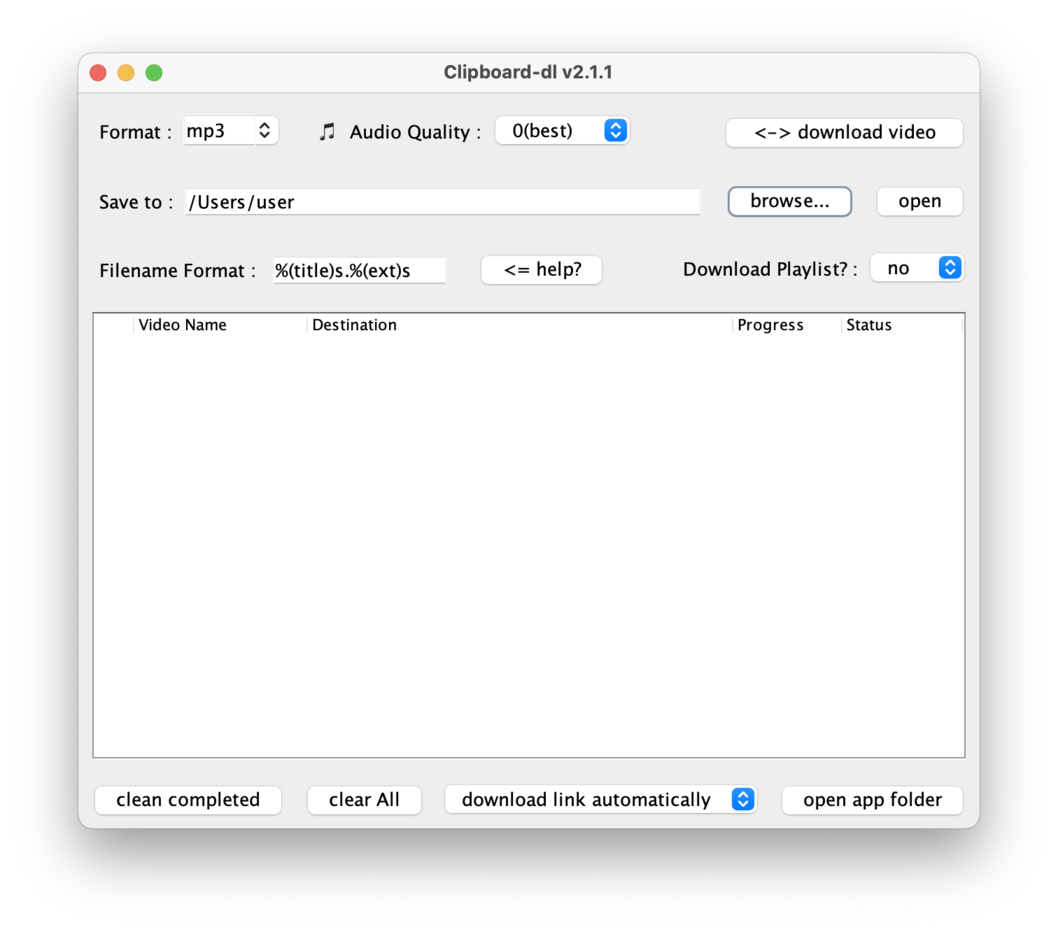 Clipboard-dl v2.1.1
Format : mp3 Audio Quality : 0(best) <-> download video
Save to : /Users/user browse... open
Filename Format : %(title)s.%(ext)s <= help? Download Playlist? : no
Video Name Destination Progress Status
clean completed clear All download link automatically open app folder